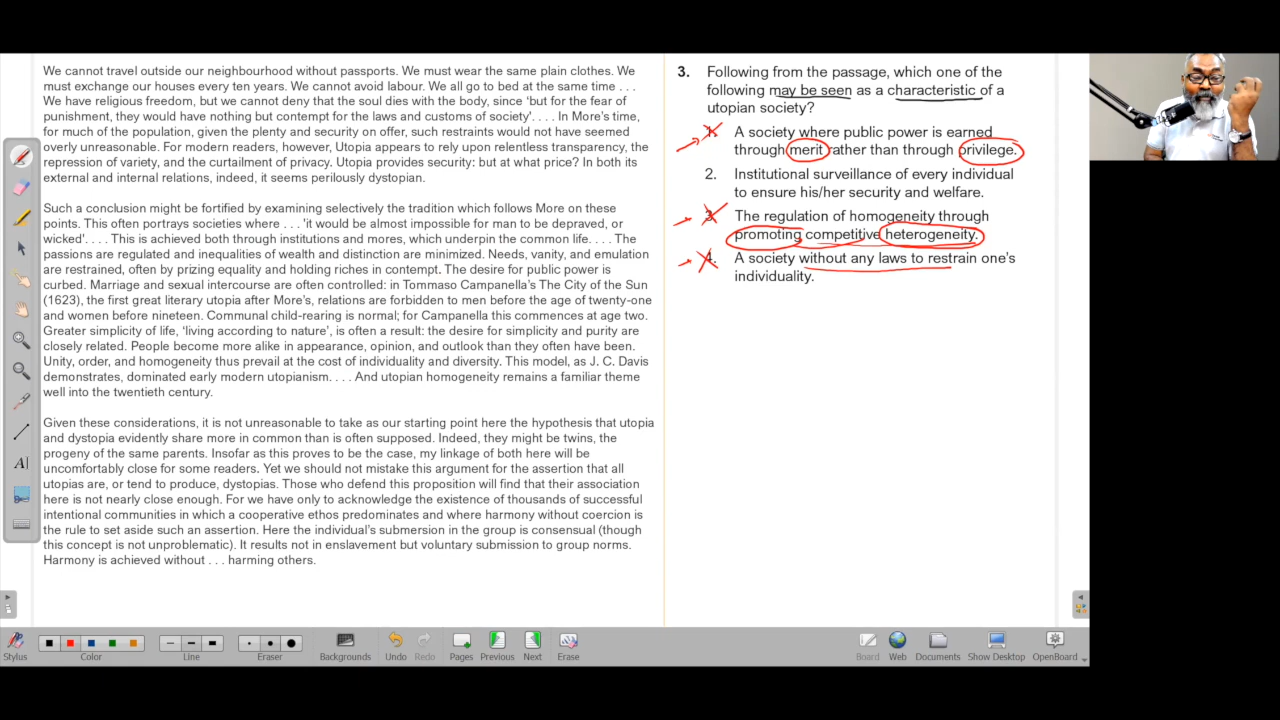 We cannot travel outside our neighbourhood without passports. We must wear the same plain clothes. We
must exchange our houses every ten years. We cannot avoid labour. We all go to bed at the same time . . .
We have religious freedom, but we cannot deny that the soul dies with the body, since 'but for the fear of
punishment, they would have nothing but contempt for the laws and customs of society'. . . . In More's time,
for much of the population, given the plenty and security on offer, such restraints would not have seemed
overly unreasonable. For modern readers, however, Utopia appears to rely upon relentless transparency, the
repression of variety, and the curtailment of privacy. Utopia provides security: but at what price? In both its
external and internal relations, indeed, it seems perilously dystopian.
Such a conclusion might be fortified by examining selectively the tradition which follows More on these
points. This often portrays societies where . . . 'it would be almost impossible for man to be depraved, or
wicked'. . . . This is achieved both through institutions and mores, which underpin the common life. . . . The
passions are regulated and inequalities of wealth and distinction are minimized. Needs, vanity, and emulation
are restrained, often by prizing equality and holding riches in contempt. The desire for public power is
curbed. Marriage and sexual intercourse are often controlled: in Tommaso Campanella's The City of the Sun
(1623), the first great literary utopia after More's, relations are forbidden to men before the age of twenty-one
and women before nineteen. Communal child-rearing is normal; for Campanella this commences at age two.
Greater simplicity of life, 'living according to nature', is often a result: the desire for simplicity and purity are
closely related. People become more alike in appearance, opinion, and outlook than they often have been.
Unity, order, and homogeneity thus prevail at the cost of individuality and diversity. This model, as J. C. Davis
demonstrates, dominated early modern utopianism. . . . And utopian homogeneity remains a familiar theme
well into the twentieth century.
Given these considerations, it is not unreasonable to take as our starting point here the hypothesis that utopia
and dystopia evidently share more in common than is often supposed. Indeed, they might be twins, the
progeny of the same parents. Insofar as this proves to be the case, my linkage of both here will be
uncomfortably close for some readers. Yet we should not mistake this argument for the assertion that all
utopias are, or tend to produce, dystopias. Those who defend this proposition will find that their association
here is not nearly close enough. For we have only to acknowledge the existence of thousands of successful
intentional communities in which a cooperative ethos predominates and where harmony without coercion is
the rule to set aside such an assertion. Here the individual's submersion in the group is consensual (though
this concept is not unproblematic). It results not in enslavement but voluntary submission to group norms.
Harmony is achieved without . . . harming others.
3. Following from the passage, which one of the
following may be seen as a characteristic of a
utopian society?
1. A society where public power is earned
through merit rather than through privilege.
2. Institutional surveillance of every individual
to ensure his/her security and welfare.
3. The regulation of homogeneity through
promoting competitive heterogeneity.
4. A society without any laws to restrain one's
individuality.
Stylus Color Line Eraser Backgrounds Undo Redo Pages Previous Next Erase Board Web Documents Show Desktop OpenBoard